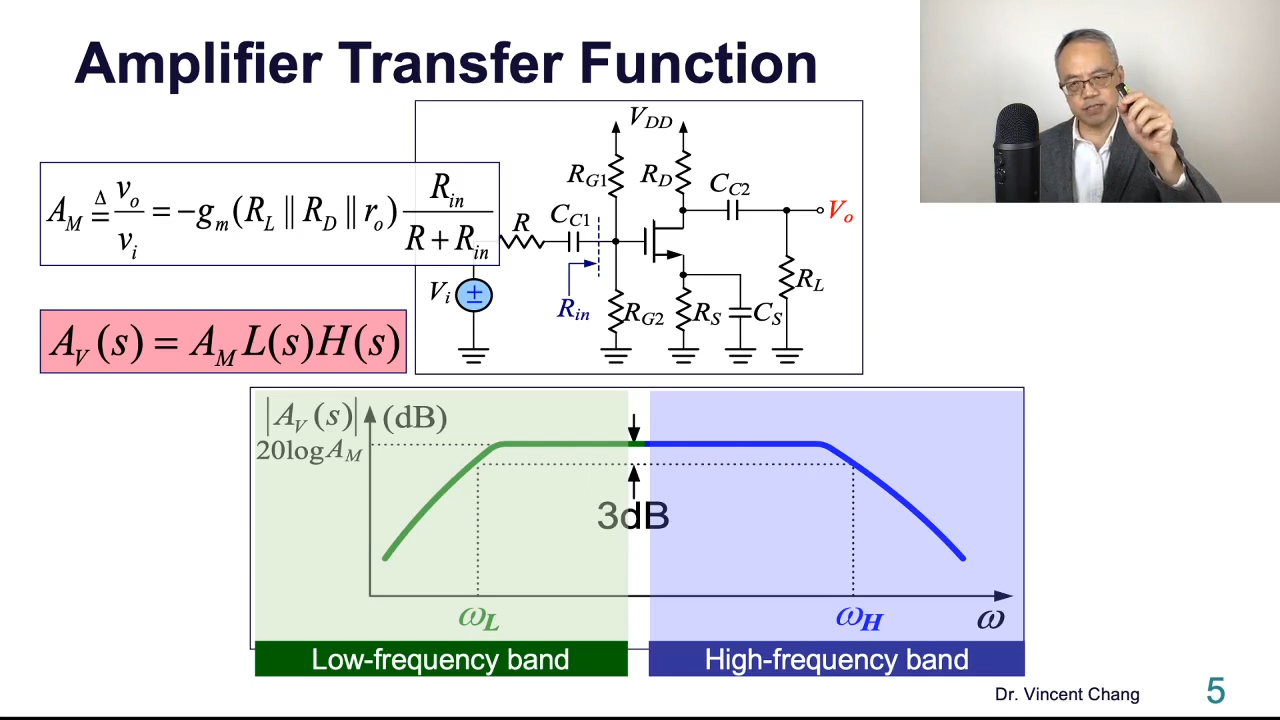 Amplifier Transfer Function
A_M ≜ v_o / v_i = −g_m (R_L || R_D || r_o) R_in / (R + R_in)
A_V(s) = A_M L(s)H(s)
V_DD
R_G1
R_D
C_C2
V_o
R
C_C1
V_i
±
R_in
R_G2
R_S
C_S
R_L
|A_V(s)| (dB)
20log A_M
3dB
ω_L
ω_H
ω
Low-frequency band
High-frequency band
Dr. Vincent Chang
5